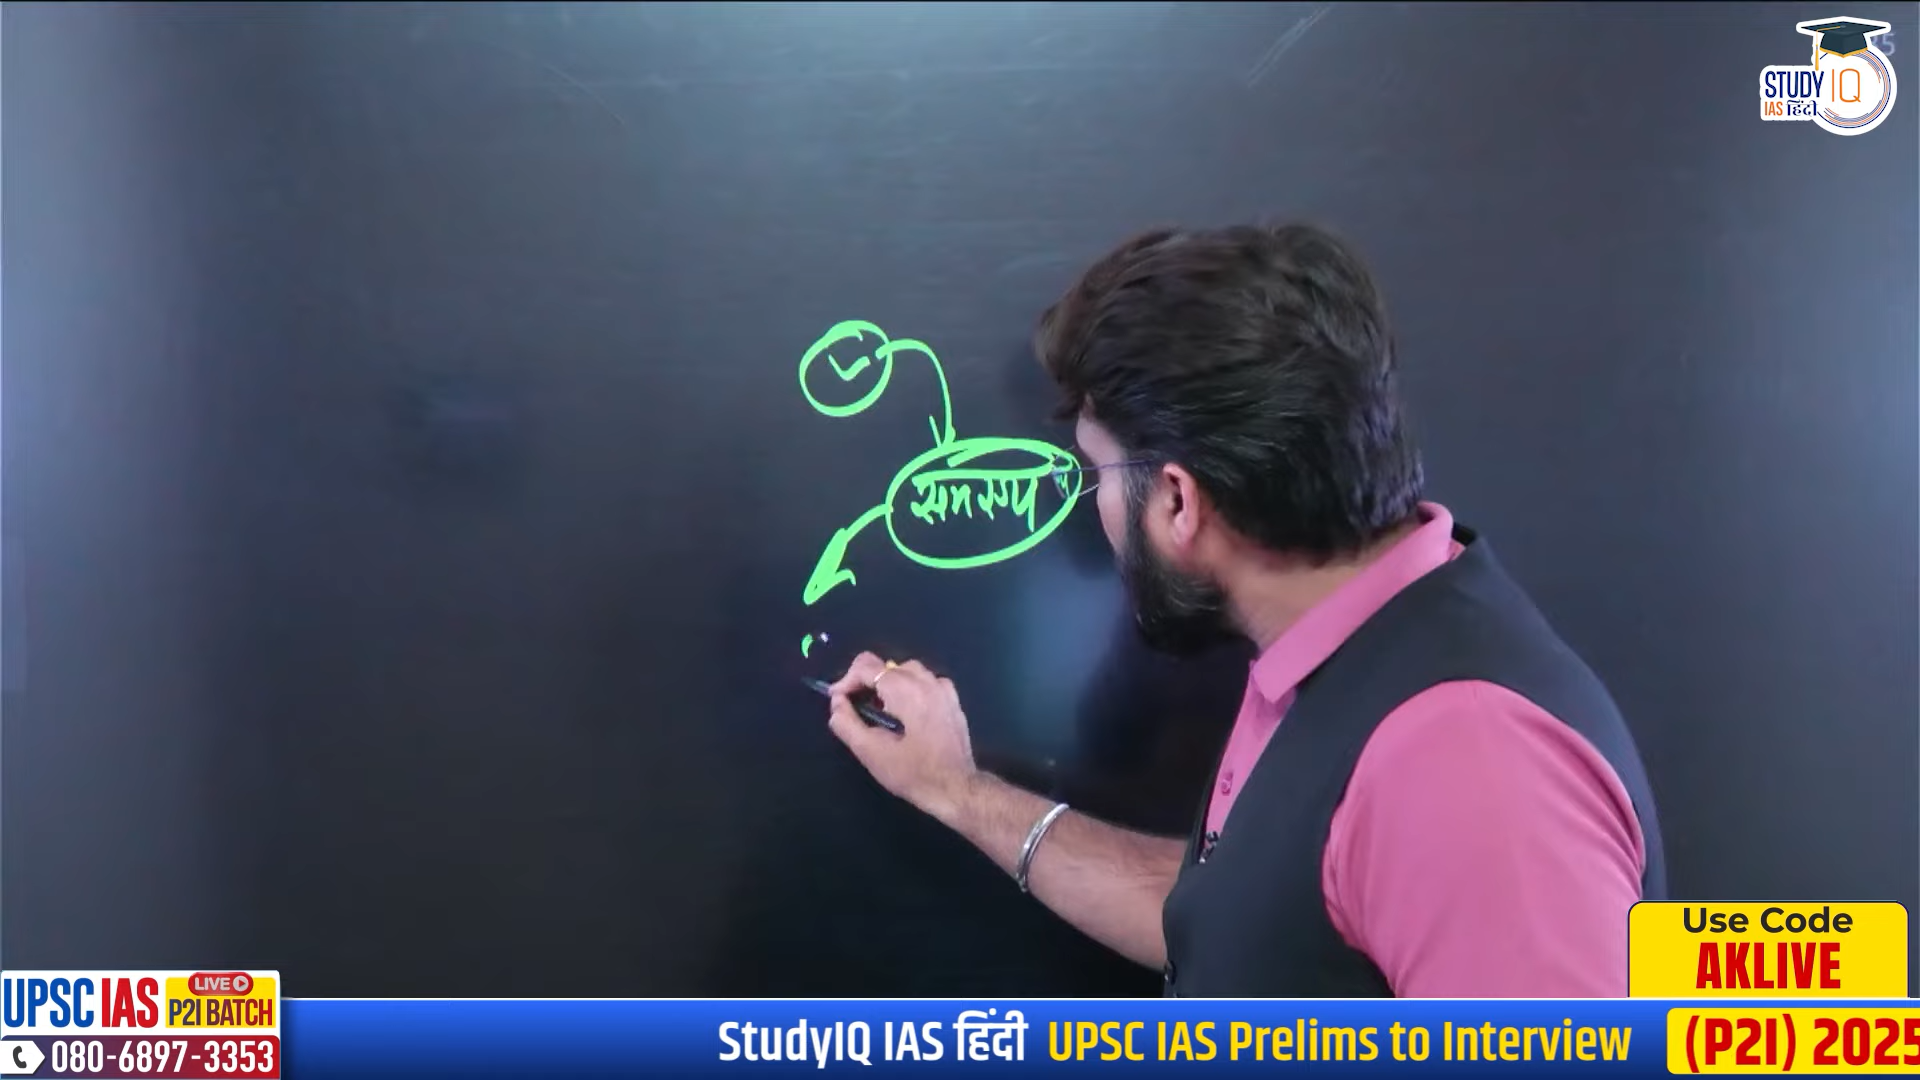 STUDY IQ
IAS हिंदी
Use Code
AKLIVE
UPSC IAS
LIVE
P2I BATCH
080-6897-3353
StudyIQ IAS हिंदी UPSC IAS Prelims to Interview
(P2I) 2025